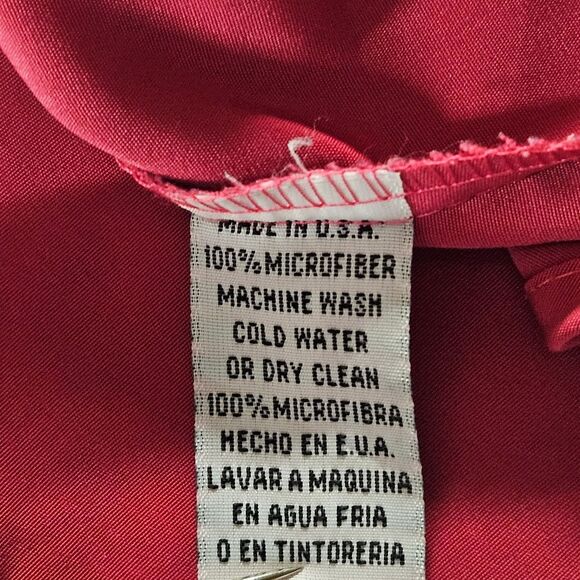 MADE IN U.S.A.
100% MICROFIBER
MACHINE WASH
COLD WATER
OR DRY CLEAN
100% MICROFIBRA
HECHO EN E.U.A.
LAVAR A MAQUINA
EN AGUA FRIA
O EN TINTORERIA